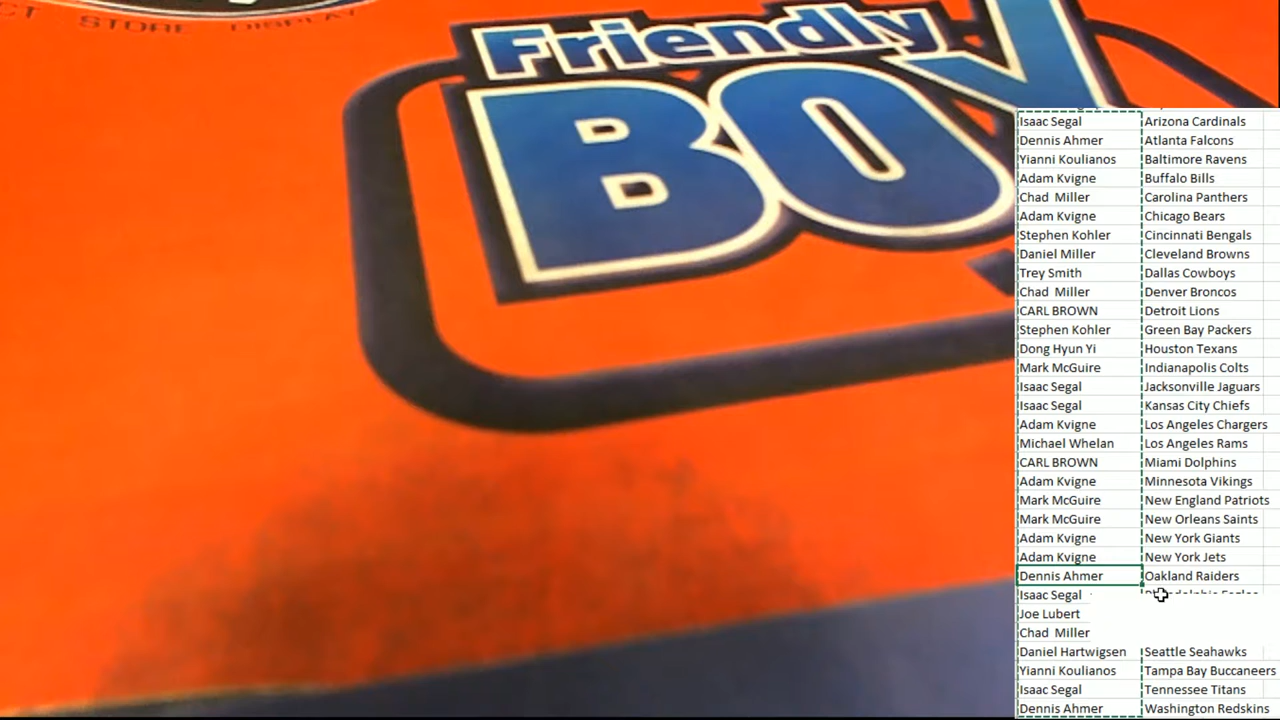 STORE DISPLAY
Friendly
BOY
Isaac Segal Arizona Cardinals
Dennis Ahmer Atlanta Falcons
Yianni Koulianos Baltimore Ravens
Adam Kvigne Buffalo Bills
Chad Miller Carolina Panthers
Adam Kvigne Chicago Bears
Stephen Kohler Cincinnati Bengals
Daniel Miller Cleveland Browns
Trey Smith Dallas Cowboys
Chad Miller Denver Broncos
CARL BROWN Detroit Lions
Stephen Kohler Green Bay Packers
Dong Hyun Yi Houston Texans
Mark McGuire Indianapolis Colts
Isaac Segal Jacksonville Jaguars
Isaac Segal Kansas City Chiefs
Adam Kvigne Los Angeles Chargers
Michael Whelan Los Angeles Rams
CARL BROWN Miami Dolphins
Adam Kvigne Minnesota Vikings
Mark McGuire New England Patriots
Mark McGuire New Orleans Saints
Adam Kvigne New York Giants
Adam Kvigne New York Jets
Dennis Ahmer Oakland Raiders
Isaac Segal
Joe Lubert
Chad Miller
Daniel Hartwigsen Seattle Seahawks
Yianni Koulianos Tampa Bay Buccaneers
Isaac Segal Tennessee Titans
Dennis Ahmer Washington Redskins